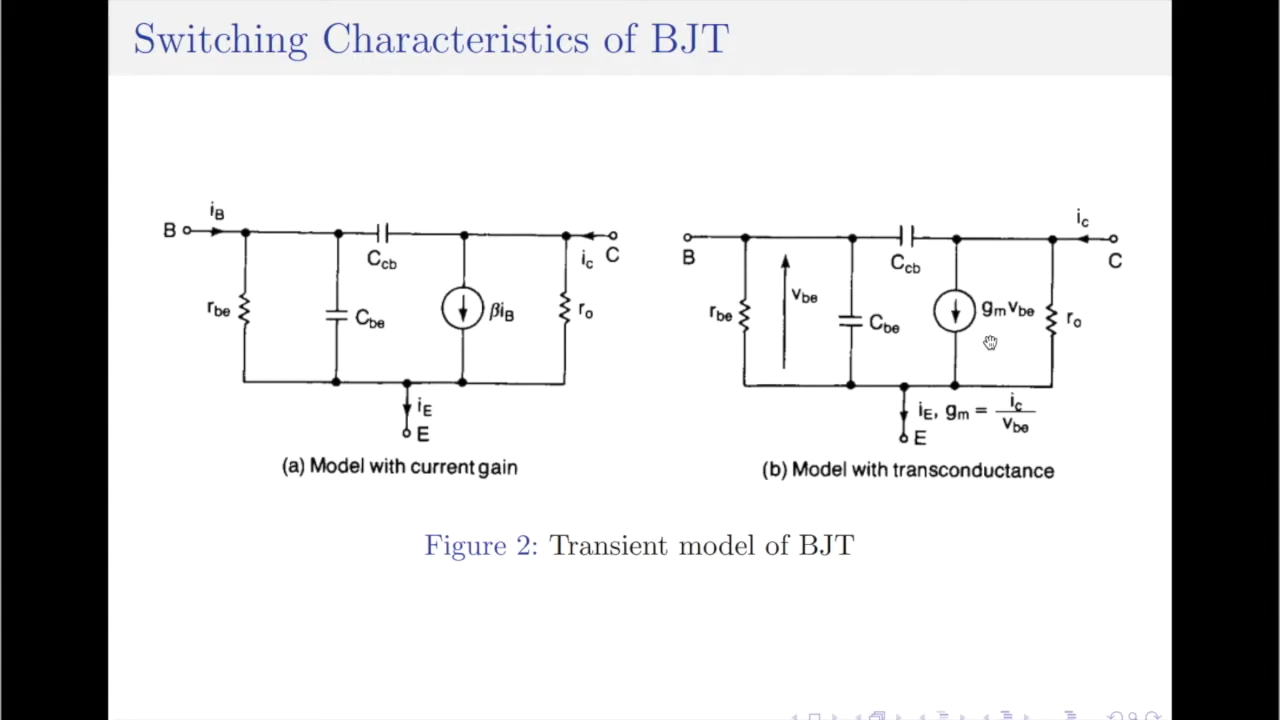 Switching Characteristics of BJT
iB
B
Ccb
ic C
rbe
Cbe
βiB
ro
iE
E
(a) Model with current gain
ic
B
Ccb
C
rbe
vbe
Cbe
gmvbe
ro
iE, gm = ic / vbe
E
(b) Model with transconductance
Figure 2: Transient model of BJT